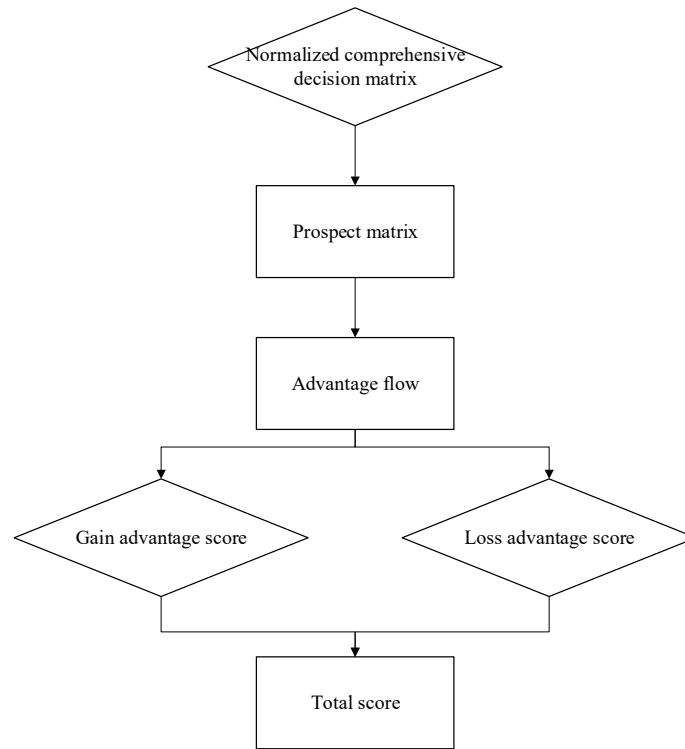 Normalized comprehensive
decision matrix
Prospect matrix
Advantage flow
Gain advantage score
Loss advantage score
Total score